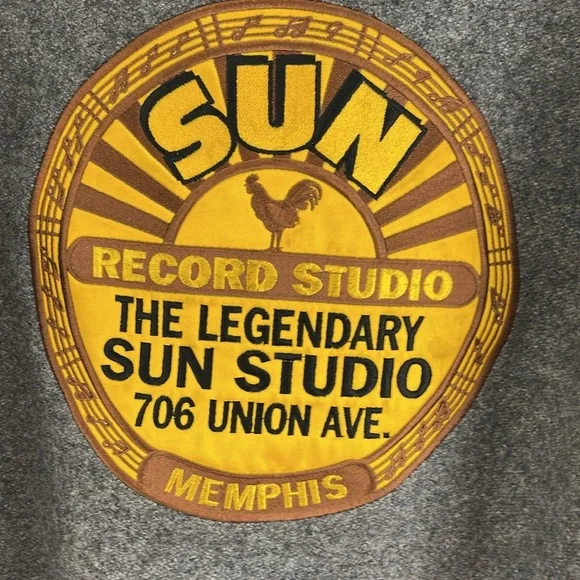 SUN
RECORD STUDIO
THE LEGENDARY
SUN STUDIO
706 UNION AVE.
MEMPHIS